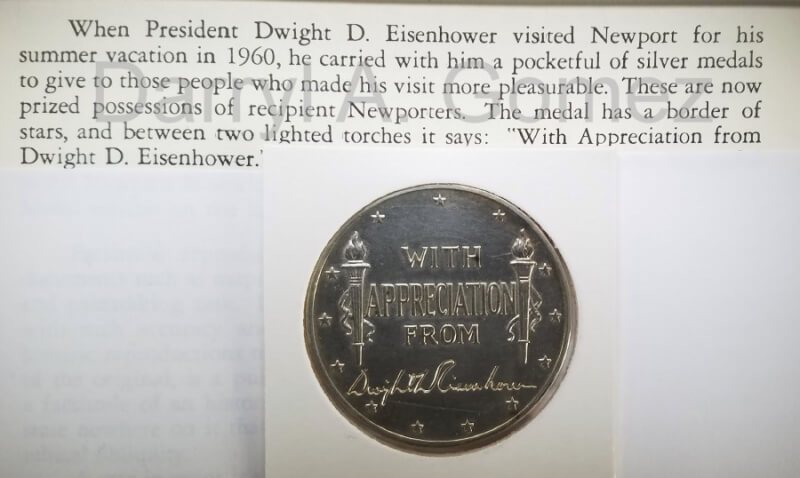 When President Dwight D. Eisenhower visited Newport for his
summer vacation in 1960, he carried with him a pocketful of silver medals
to give to those people who made his visit more pleasurable. These are now
prized possessions of recipient Newporters. The medal has a border of
stars, and between two lighted torches it says: "With Appreciation from
Dwight D. Eisenhower.'
Darryl A. Gomez
WITH
APPRECIATION
FROM
Dwight D Eisenhower